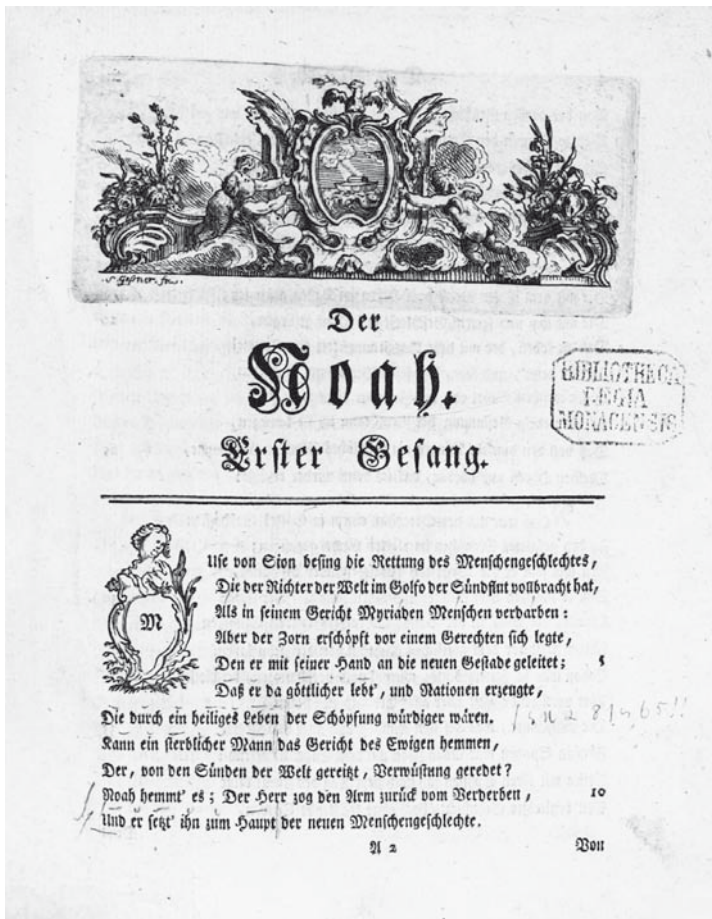 S. Geßner. fec.
Der
Noah.
Erster Gesang.
BIBLIOTHECA
REGIA
MONACENSIS
Muse von Sion besing die Rettung des Menschengeschlechtes,
Die der Richter der Welt im Golfo der Sündflut vollbracht hat,
Als in seinem Gericht Myriaden Menschen verdarben:
Aber der Zorn erschöpft vor einem Gerechten sich legte,
Den er mit seiner Hand an die neuen Gestade geleitet; 5
Daß er da göttlicher lebt', und Nationen erzeugte,
Die durch ein heiliges Leben der Schöpfung würdiger wären.
Kann ein sterblicher Mann das Gericht des Ewigen hemmen,
Der, von den Sünden der Welt gereitzt, Verwüstung geredet?
Noah hemmt' es; Der Herr zog den Arm zurück vom Verderben, 10
Und er setzt' ihn zum Haupt der neuen Menschengeschlechte.
A 2 Von